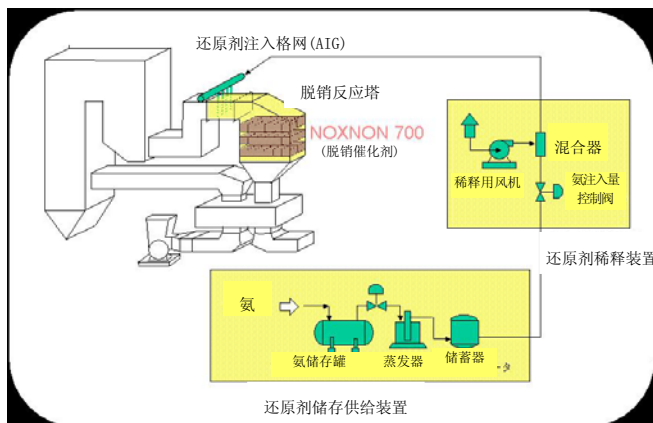 还原剂注入格网(AIG)
脱销反应塔
NOXNON 700
(脱销催化剂)
混合器
稀释用风机
氨注入量
控制阀
还原剂稀释装置
氨
氨储存罐
蒸发器
储蓄器
还原剂储存供给装置